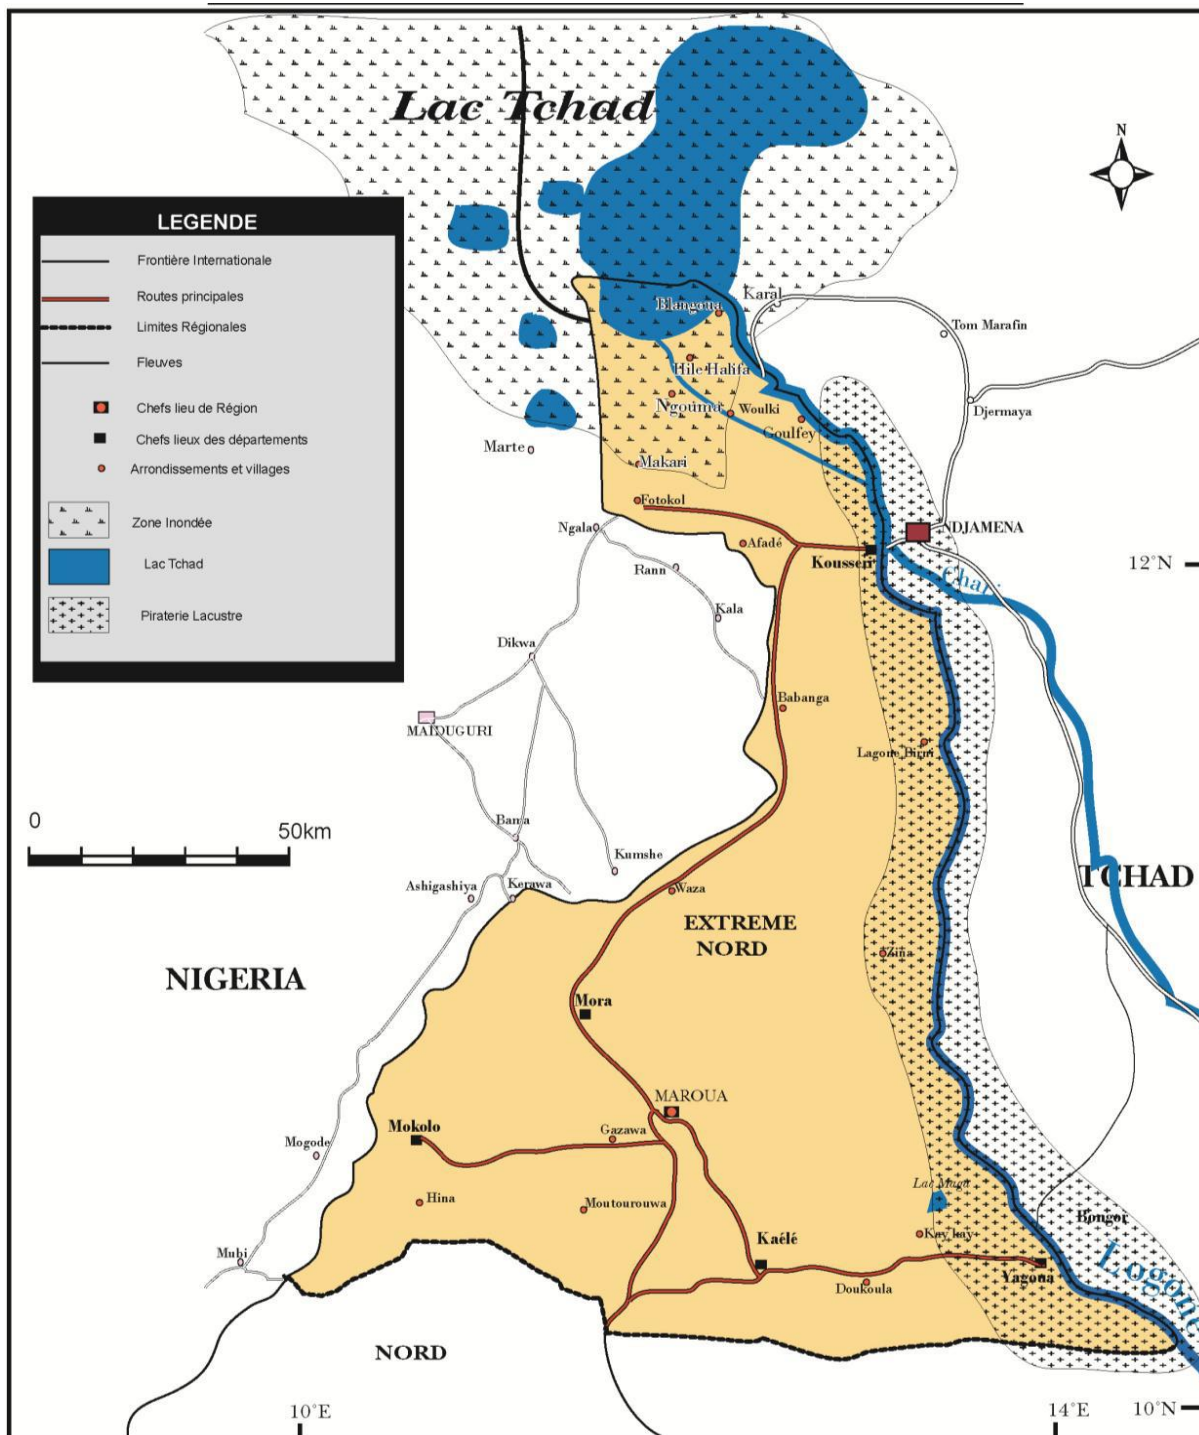 Lac Tchad
N
LEGENDE
Frontière Internationale
Routes principales
Limites Régionales
Fleuves
Chefs lieu de Région
Chefs lieux des départements
Arrondissements et villages
Zone Inondée
Lac Tchad
Piraterie Lacustre
Karal
Blangoua
Tom Marafin
Hile Halifa
Ngouma
Woulki
Goulfey
Djermaya
Marte
Makari
Fotokol
Ngala
NDJAMENA
Afadé
Kousseri
12°N
Rann
Chari
Kala
Dikwa
Babanga
MAIDUGURI
Lagone Birni
0
50km
Bama
Kumshe
TCHAD
Ashigashiya
Kerawa
Waza
EXTREME
NORD
Zina
NIGERIA
Mora
MAROUA
Mokolo
Gazawa
Mogode
Lac Maga
Hina
Moutourouwa
Bongor
Kay kay
Mubi
Kaélé
Logone
Yagoua
Doukoula
NORD
10°E
14°E
10°N